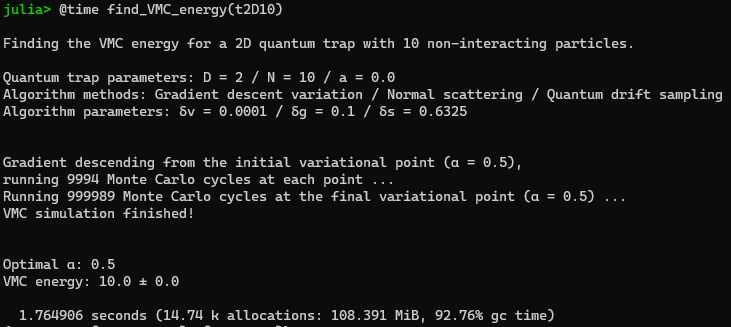 julia> @time find_VMC_energy(t2D10)
Finding the VMC energy for a 2D quantum trap with 10 non-interacting particles.
Quantum trap parameters: D = 2 / N = 10 / a = 0.0
Algorithm methods: Gradient descent variation / Normal scattering / Quantum drift sampling
Algorithm parameters: δv = 0.0001 / δg = 0.1 / δs = 0.6325
Gradient descending from the initial variational point (α = 0.5),
running 9994 Monte Carlo cycles at each point ...
Running 999989 Monte Carlo cycles at the final variational point (α = 0.5) ...
VMC simulation finished!
Optimal α: 0.5
VMC energy: 10.0 ± 0.0
1.764906 seconds (14.74 k allocations: 108.391 MiB, 92.76% gc time)